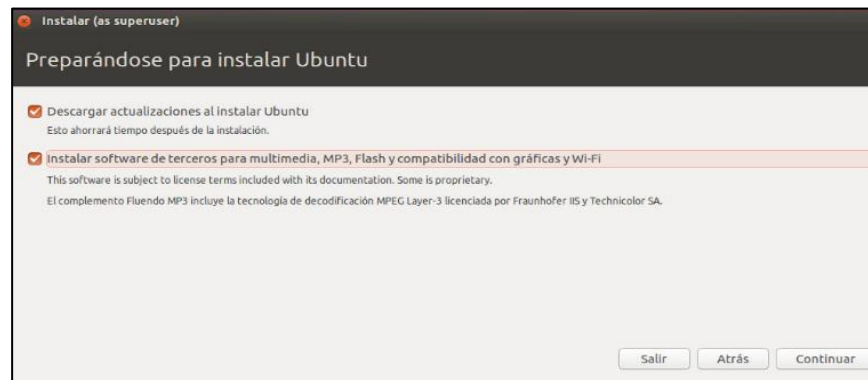 Instalar (as superuser)
Preparándose para instalar Ubuntu
Descargar actualizaciones al instalar Ubuntu
Esto ahorrará tiempo después de la instalación.
Instalar software de terceros para multimedia, MP3, Flash y compatibilidad con gráficas y Wi-Fi
This software is subject to license terms included with its documentation. Some is proprietary.
El complemento Fluendo MP3 incluye la tecnología de decodificación MPEG Layer-3 licenciada por Fraunhofer IIS y Technicolor SA.
Salir Atrás Continuar